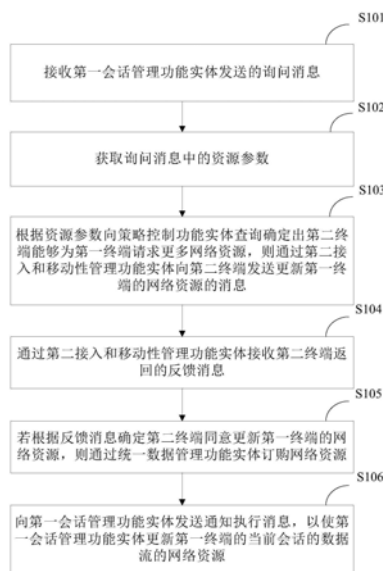 S101
接收第一会话管理功能实体发送的询问消息
S102
获取询问消息中的资源参数
S103
根据资源参数向策略控制功能实体查询确定出第二终
端能够为第一终端请求更多网络资源，则通过第二接
入和移动性管理功能实体向第二终端发送更新第一终
端的网络资源的消息
S104
通过第二接入和移动性管理功能实体接收第二终端返
回的反馈消息
S105
若根据反馈消息确定第二终端同意更新第一终端的网
络资源，则通过统一数据管理功能实体订购网络资源
S106
向第一会话管理功能实体发送通知执行消息，以使第
一会话管理功能实体更新第一终端的当前会话的数据
流的网络资源